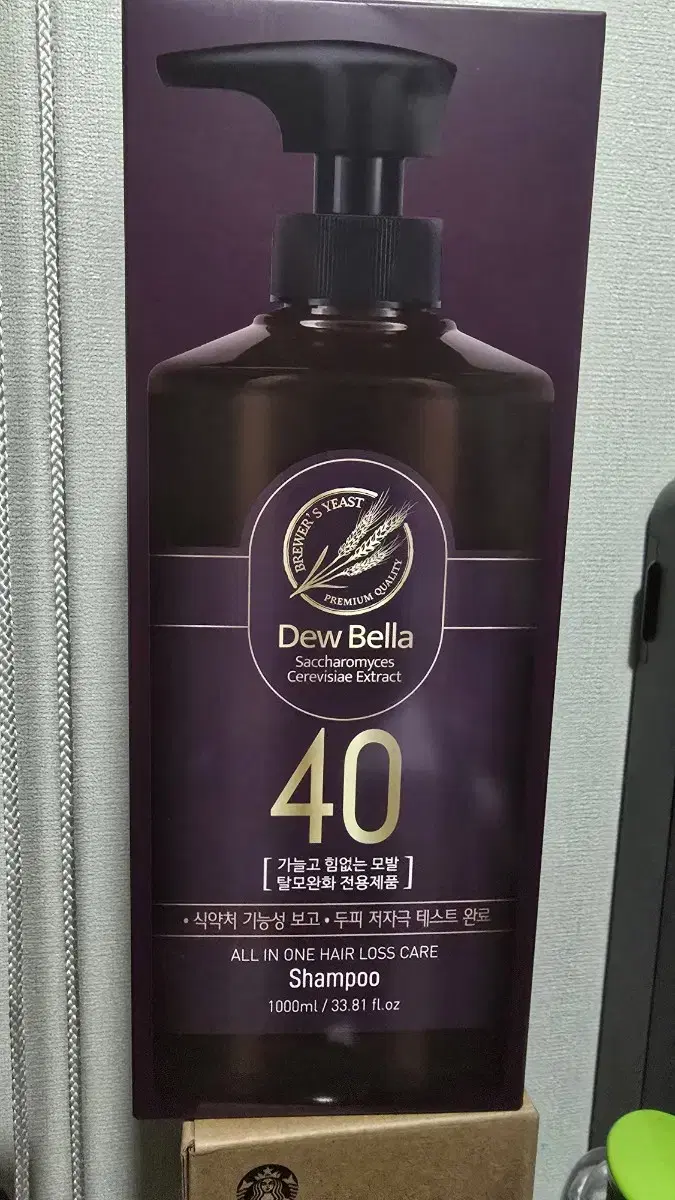 BREWER'S YEAST
PREMIUM QUALITY
Dew Bella
Saccharomyces
Cerevisiae Extract
40
[ 가늘고 힘없는 모발
탈모완화 전용제품 ]
• 식약처 기능성 보고 • 두피 저자극 테스트 완료
ALL IN ONE HAIR LOSS CARE
Shampoo
1000ml / 33.81 fl.oz